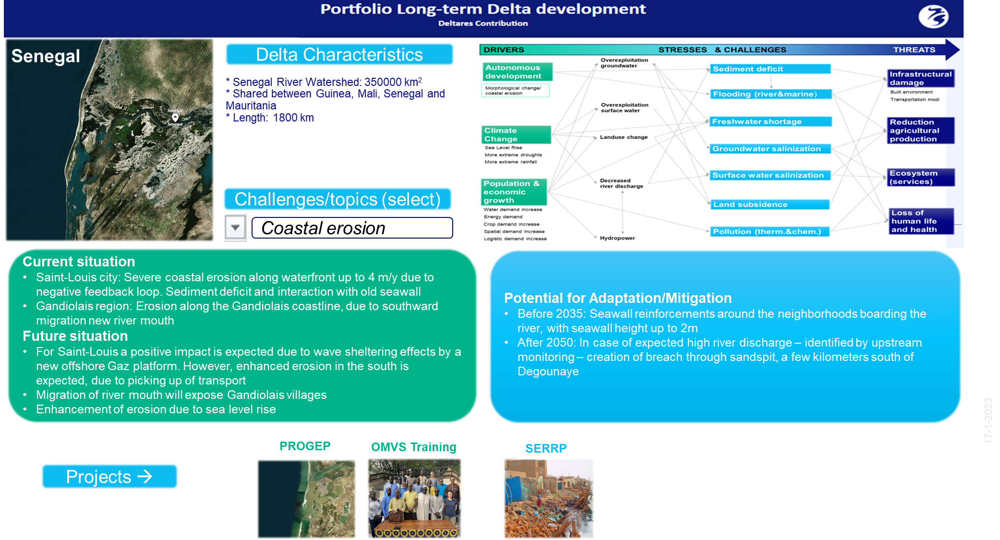 Portfolio Long-term Delta development
Deltares Contribution
Senegal
Senegal
Sénégal
Delta Characteristics
* Senegal River Watershed: 350000 km2
* Shared between Guinea, Mali, Senegal and
Mauritania
* Length: 1800 km
Challenges/topics (select)
Coastal erosion
DRIVERS
STRESSES & CHALLENGES
THREATS
Autonomous
development
Morphological change/
coastal erosion
Climate
Change
Sea Level Rise
More extreme droughts
More extreme rainfall
Population &
economic
growth
Water demand increase
Energy demand
Crop demand increase
Spatial demand increase
Logistic demand increase
Overexploitation
groundwater
Overexploitation
surface water
Landuse change
Decreased
river discharge
Hydropower
Sediment deficit
Flooding (river&marine)
Freshwater shortage
Groundwater salinization
Surface water salinization
Land subsidence
Pollution (therm.&chem.)
Infrastructural
damage
Built environment
Transportation modi
Reduction
agricultural
production
Ecosystem
(services)
Loss of
human life
and health
Current situation
• Saint-Louis city: Severe coastal erosion along waterfront up to 4 m/y due to
negative feedback loop. Sediment deficit and interaction with old seawall
• Gandiolais region: Erosion along the Gandiolais coastline, due to southward
migration new river mouth
Future situation
• For Saint-Louis a positive impact is expected due to wave sheltering effects by a
new offshore Gaz platform. However, enhanced erosion in the south is
expected, due to picking up of transport
• Migration of river mouth will expose Gandiolais villages
• Enhancement of erosion due to sea level rise
Potential for Adaptation/Mitigation
• Before 2035: Seawall reinforcements around the neighborhoods boarding the
river, with seawall height up to 2m
• After 2050: In case of expected high river discharge – identified by upstream
monitoring – creation of breach through sandspit, a few kilometers south of
Degounaye
17-1-2023
Projects →
PROGEP
OMVS Training
SERRP